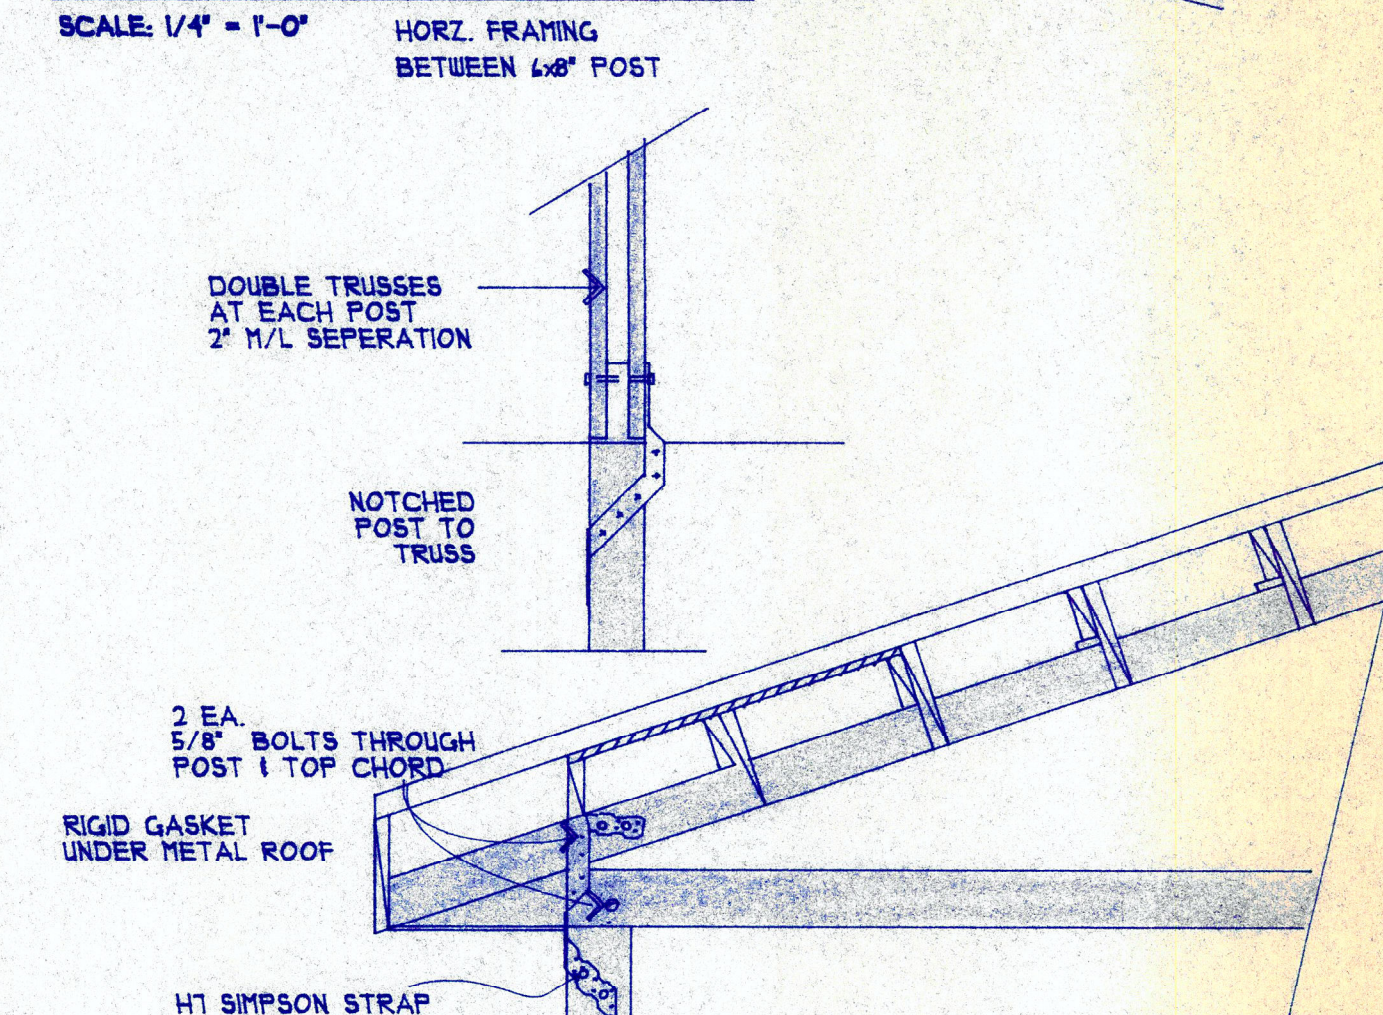 SCALE: 1/4" = 1'-0"
HORZ. FRAMING
BETWEEN 6x8" POST
DOUBLE TRUSSES
AT EACH POST
2" M/L SEPERATION
NOTCHED
POST TO
TRUSS
2 EA.
5/8" BOLTS THROUGH
POST & TOP CHORD
RIGID GASKET
UNDER METAL ROOF
H7 SIMPSON STRAP